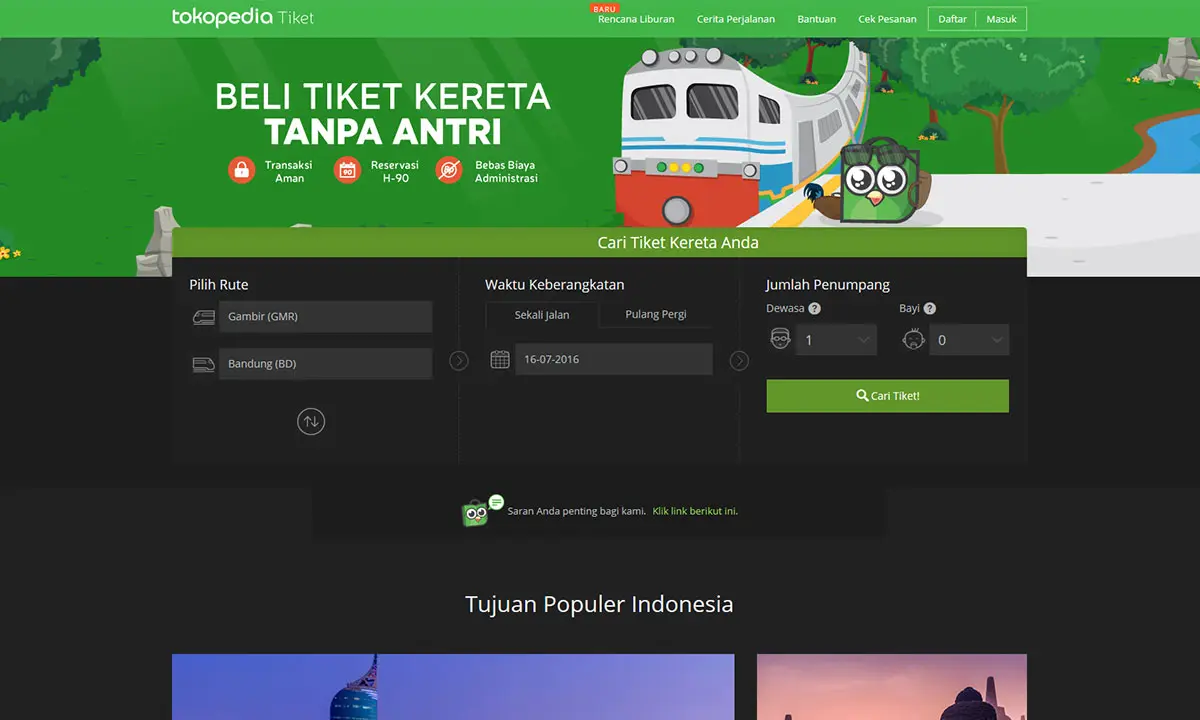 tokopedia Tiket
BARU
Rencana Liburan
Cerita Perjalanan
Bantuan
Cek Pesanan
Daftar
Masuk
BELI TIKET KERETA
TANPA ANTRI
Transaksi
Aman
90
Reservasi
H-90
Bebas Biaya
Administrasi
Cari Tiket Kereta Anda
Pilih Rute
Gambir (GMR)
Bandung (BD)
Waktu Keberangkatan
Sekali Jalan
Pulang Pergi
16-07-2016
Jumlah Penumpang
Dewasa ?
Bayi ?
1
0
Cari Tiket!
Saran Anda penting bagi kami. Klik link berikut ini.
Tujuan Populer Indonesia